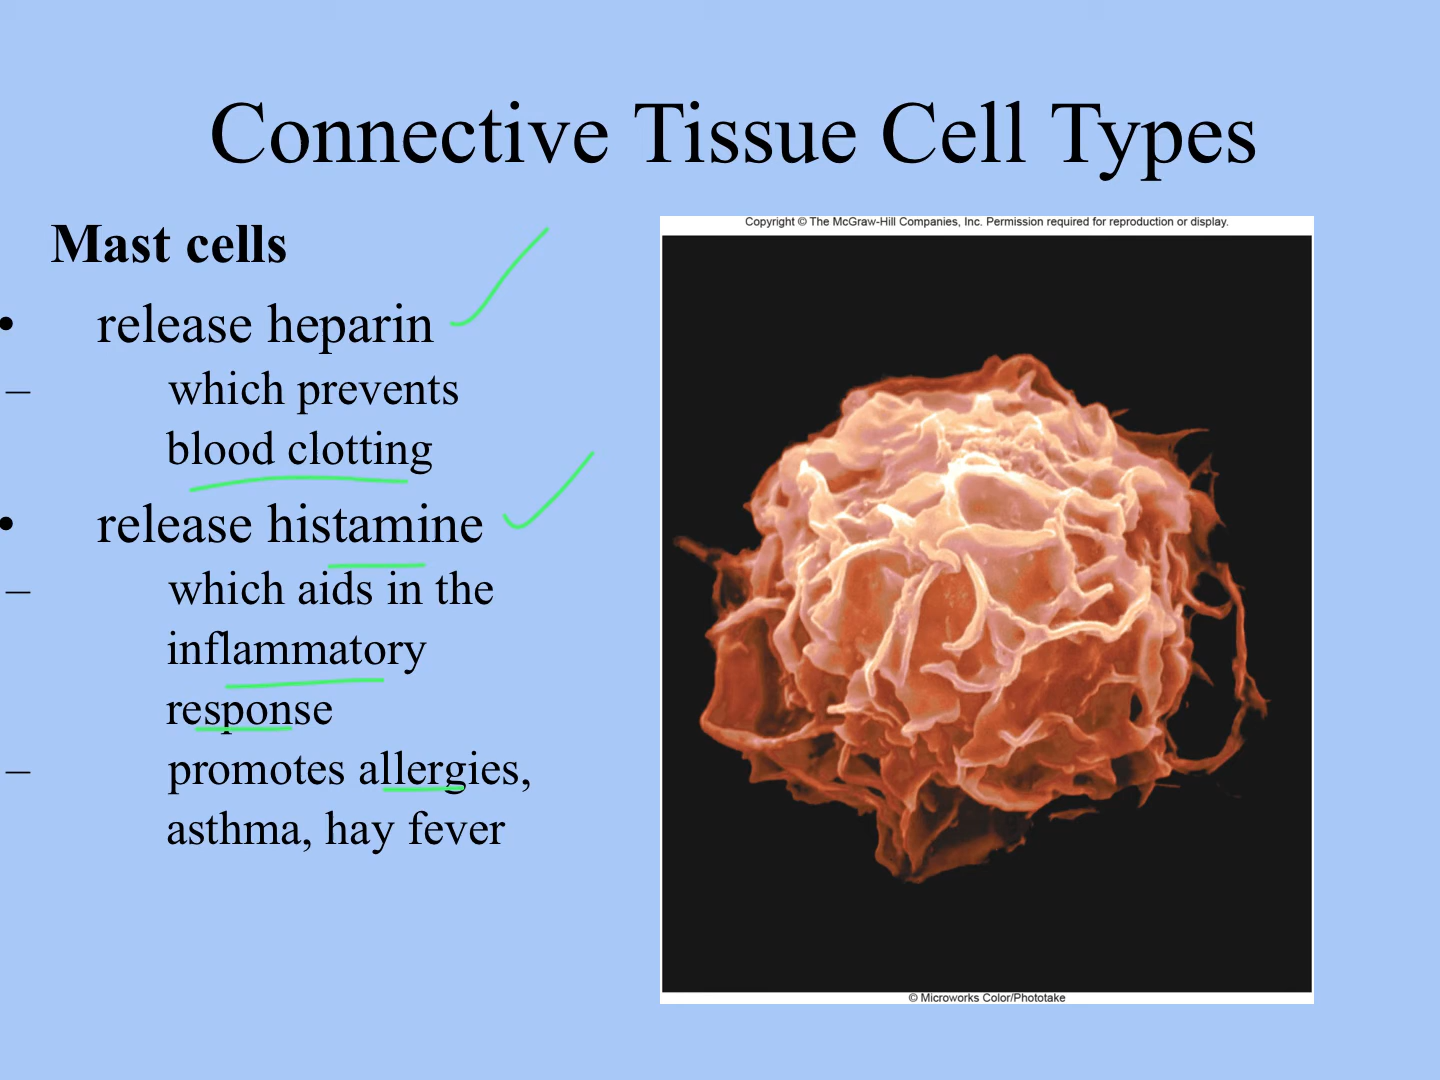 Connective Tissue Cell Types
Mast cells
• release heparin
– which prevents
blood clotting
• release histamine
– which aids in the
inflammatory
response
– promotes allergies,
asthma, hay fever
Copyright © The McGraw-Hill Companies, Inc. Permission required for reproduction or display.
© Microworks Color/Phototake